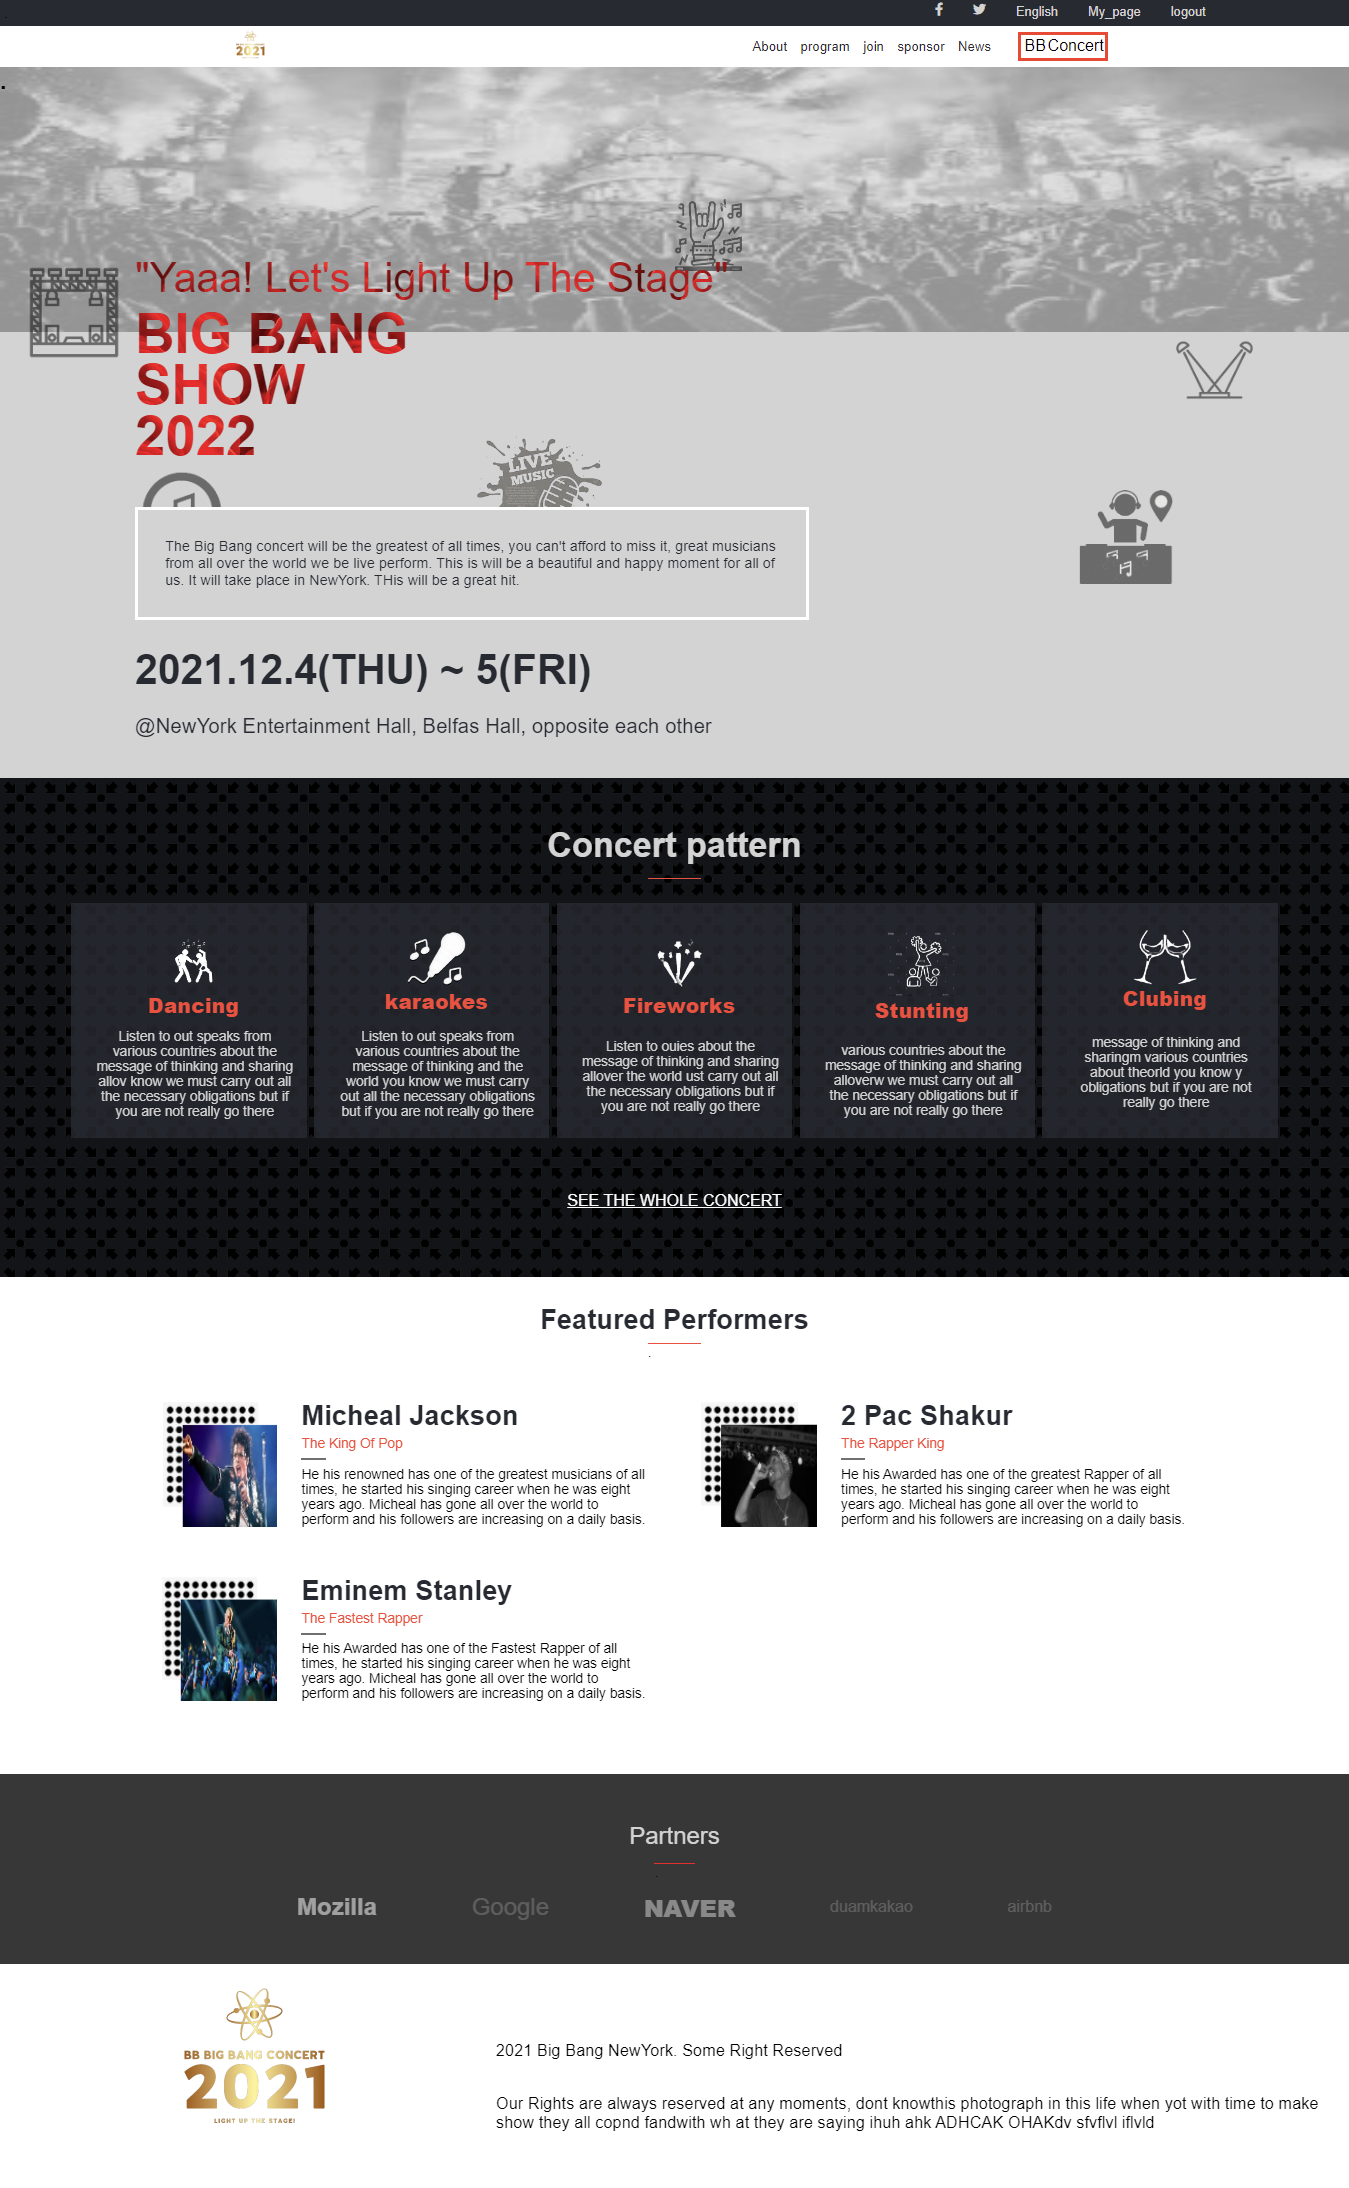 English My_page logout
2021
About program join sponsor News BB Concert
"Yaaa! Let's Light Up The Stage"
BIG BANG
SHOW
2022
LIVE
MUSIC
The Big Bang concert will be the greatest of all times, you can't afford to miss it, great musicians
from all over the world we be live perform. This is will be a beautiful and happy moment for all of
us. It will take place in NewYork. THis will be a great hit.
2021.12.4(THU) ~ 5(FRI)
@NewYork Entertainment Hall, Belfas Hall, opposite each other
Concert pattern
Dancing
Listen to out speaks from
various countries about the
message of thinking and sharing
allov know we must carry out all
the necessary obligations but if
you are not really go there
karaokes
Listen to out speaks from
various countries about the
message of thinking and the
world you know we must carry
out all the necessary obligations
but if you are not really go there
Fireworks
Listen to ouies about the
message of thinking and sharing
allover the world ust carry out all
the necessary obligations but if
you are not really go there
Stunting
various countries about the
message of thinking and sharing
alloverw we must carry out all
the necessary obligations but if
you are not really go there
Clubing
message of thinking and
sharingm various countries
about theorld you know y
obligations but if you are not
really go there
SEE THE WHOLE CONCERT
Featured Performers
Micheal Jackson
The King Of Pop
He his renowned has one of the greatest musicians of all
times, he started his singing career when he was eight
years ago. Micheal has gone all over the world to
perform and his followers are increasing on a daily basis.
2 Pac Shakur
The Rapper King
He his Awarded has one of the greatest Rapper of all
times, he started his singing career when he was eight
years ago. Micheal has gone all over the world to
perform and his followers are increasing on a daily basis.
Eminem Stanley
The Fastest Rapper
He his Awarded has one of the Fastest Rapper of all
times, he started his singing career when he was eight
years ago. Micheal has gone all over the world to
perform and his followers are increasing on a daily basis.
Partners
Mozilla Google NAVER duamkakao airbnb
BB BIG BANG CONCERT
2021
LIGHT UP THE STAGE!
2021 Big Bang NewYork. Some Right Reserved
Our Rights are always reserved at any moments, dont knowthis photograph in this life when yot with time to make
show they all copnd fandwith wh at they are saying ihuh ahk ADHCAK OHAKdv sfvflvl iflvld